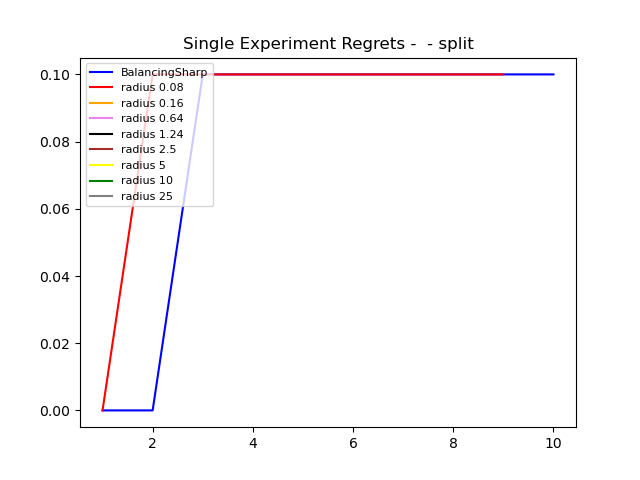 Single Experiment Regrets -  - split
0.10
0.08
0.06
0.04
0.02
0.00
BalancingSharp
radius 0.08
radius 0.16
radius 0.64
radius 1.24
radius 2.5
radius 5
radius 10
radius 25
2
4
6
8
10